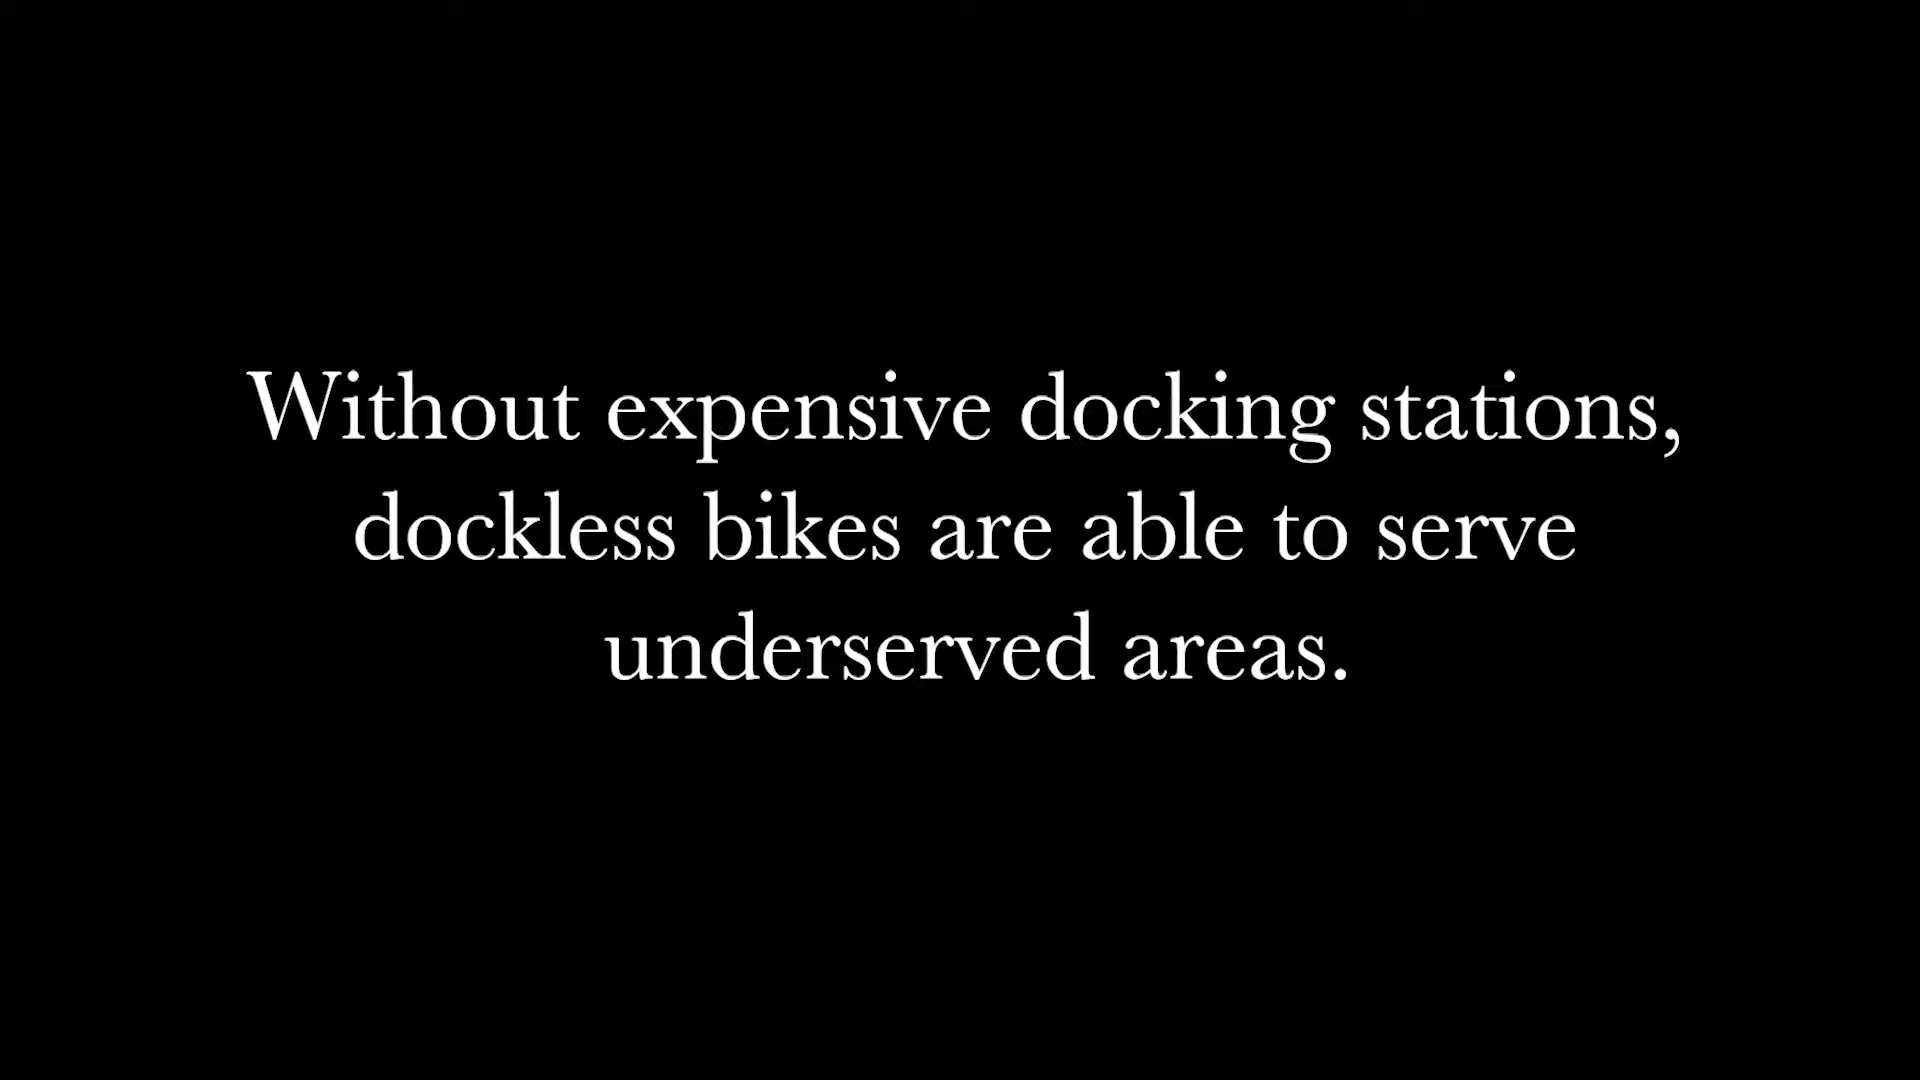 Without expensive docking stations,
dockless bikes are able to serve
underserved areas.